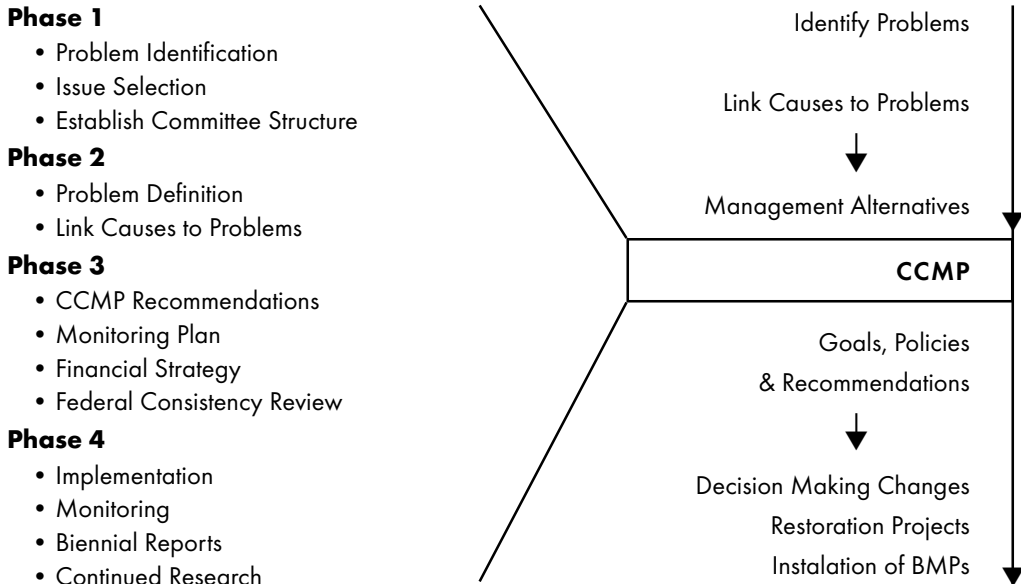 Phase 1
• Problem Identification
• Issue Selection
• Establish Committee Structure
Phase 2
• Problem Definition
• Link Causes to Problems
Phase 3
• CCMP Recommendations
• Monitoring Plan
• Financial Strategy
• Federal Consistency Review
Phase 4
• Implementation
• Monitoring
• Biennial Reports
• Continued Research
Identify Problems
Link Causes to Problems
Management Alternatives
CCMP
Goals, Policies
& Recommendations
Decision Making Changes
Restoration Projects
Instalation of BMPs